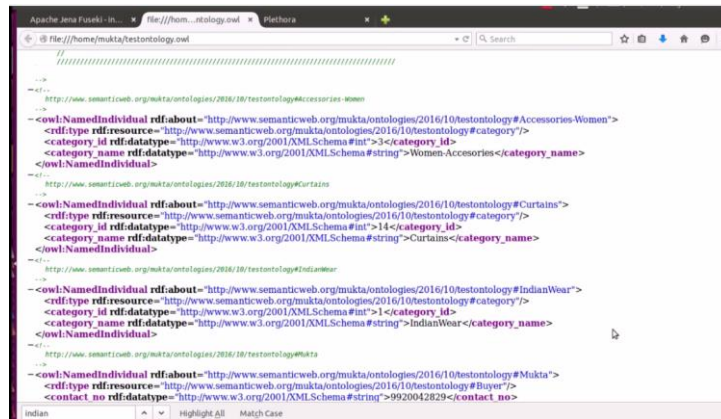 Apache Jena Fuseki - in... × file:///hom...ntology.owl × Plethora ×
file:///home/mukta/testontology.owl Search
//
-->
−<!--
http://www.semanticweb.org/mukta/ontologies/2016/10/testontology#Accessories-Women
-->
−<owl:NamedIndividual rdf:about="http://www.semanticweb.org/mukta/ontologies/2016/10/testontology#Accessories-Women">
<rdf:type rdf:resource="http://www.semanticweb.org/mukta/ontologies/2016/10/testontology#category"/>
<category_id rdf:datatype="http://www.w3.org/2001/XMLSchema#int">3</category_id>
<category_name rdf:datatype="http://www.w3.org/2001/XMLSchema#string">Women-Accesories</category_name>
</owl:NamedIndividual>
−<!--
http://www.semanticweb.org/mukta/ontologies/2016/10/testontology#Curtains
-->
−<owl:NamedIndividual rdf:about="http://www.semanticweb.org/mukta/ontologies/2016/10/testontology#Curtains">
<rdf:type rdf:resource="http://www.semanticweb.org/mukta/ontologies/2016/10/testontology#category"/>
<category_id rdf:datatype="http://www.w3.org/2001/XMLSchema#int">14</category_id>
<category_name rdf:datatype="http://www.w3.org/2001/XMLSchema#string">Curtains</category_name>
</owl:NamedIndividual>
−<!--
http://www.semanticweb.org/mukta/ontologies/2016/10/testontology#IndianWear
-->
−<owl:NamedIndividual rdf:about="http://www.semanticweb.org/mukta/ontologies/2016/10/testontology#IndianWear">
<rdf:type rdf:resource="http://www.semanticweb.org/mukta/ontologies/2016/10/testontology#category"/>
<category_id rdf:datatype="http://www.w3.org/2001/XMLSchema#int">1</category_id>
<category_name rdf:datatype="http://www.w3.org/2001/XMLSchema#string">IndianWear</category_name>
</owl:NamedIndividual>
−<!--
http://www.semanticweb.org/mukta/ontologies/2016/10/testontology#Mukta
-->
−<owl:NamedIndividual rdf:about="http://www.semanticweb.org/mukta/ontologies/2016/10/testontology#Mukta">
<rdf:type rdf:resource="http://www.semanticweb.org/mukta/ontologies/2016/10/testontology#Buyer"/>
<contact_no rdf:datatype="http://www.w3.org/2001/XMLSchema#string">9920042829</contact_no>
indian Highlight All Match Case